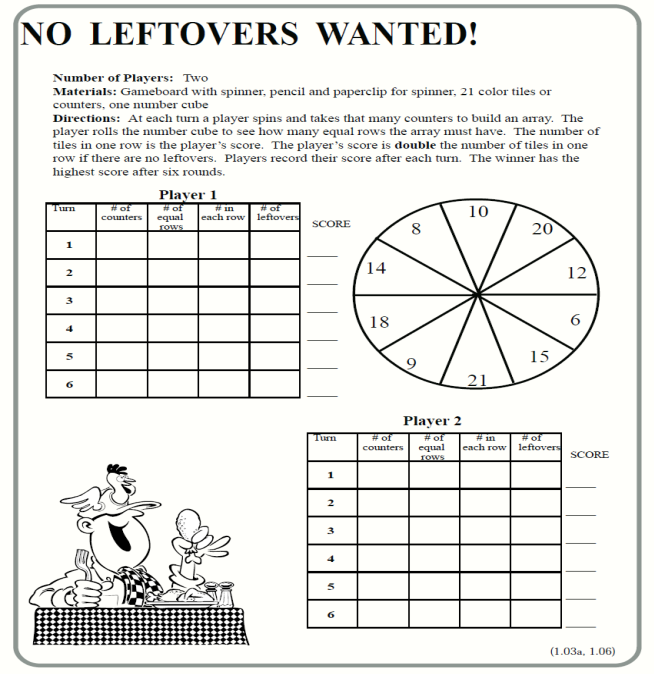 NO LEFTOVERS WANTED!
Number of Players: Two
Materials: Gameboard with spinner, pencil and paperclip for spinner, 21 color tiles or
counters, one number cube
Directions: At each turn a player spins and takes that many counters to build an array. The
player rolls the number cube to see how many equal rows the array must have. The number of
tiles in one row is the player's score. The player's score is double the number of tiles in one
row if there are no leftovers. Players record their score after each turn. The winner has the
highest score after six rounds.
Player 1
Turn # of counters # of equal rows # in each row # of leftovers SCORE
1
2
3
4
5
6
10
20
12
6
15
21
9
18
14
8
Player 2
Turn # of counters # of equal rows # in each row # of leftovers SCORE
1
2
3
4
5
6
(1.03a, 1.06)